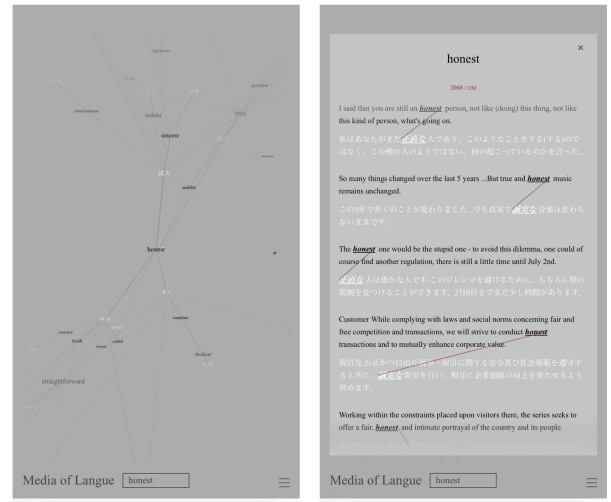 righteous
genuine
conscientious
faithful
sincere
誠実
honest
率直
正直
frank
candid
compliant
obedient
straightforward
Media of Langue
honest
×
honest
2068 / 12M
I said that you are still an honest person, not like (doing) this thing, not like
this kind of person, what's going on.
私はあなたがまだ正直な人であり、このようなことをする(する)ので
はなく、この種の人のようではない、何が起こっているのかを言った。
So many things changed over the last 5 years ...But true and honest music
remains unchanged.
この5年で多くのことが変わりました...でも真実で誠実な音楽は変わら
ないままです。
The honest one would be the stupid one - to avoid this dilemma, one could of
course find another regulation, there is still a little time until July 2nd.
正直な人は愚かな人です-このジレンマを避けるために、もちろん別の
規制を見つけることができます。2月8日までまだ少し時間があります。
Customer While complying with laws and social norms concerning fair and
free competition and transactions, we will strive to conduct honest
transactions and to mutually enhance corporate value.
取引先 公正かつ自由な競争・取引に関する法令及び社会規範を遵守す
ると共に、誠実な取引を行い、相互に企業価値の向上を果たせるよう
努めます。
Working within the constraints placed upon visitors there, the series seeks to
offer a fair, honest and intimate portrayal of the country and its people.
Media of Langue
honest